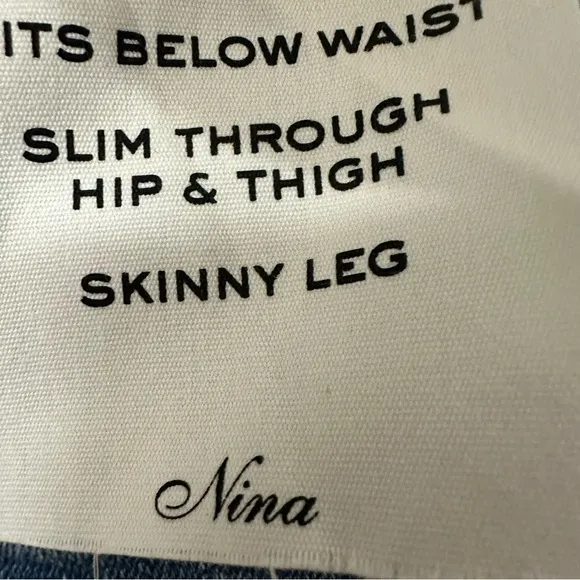 ITS BELOW WAIST
SLIM THROUGH
HIP & THIGH
SKINNY LEG
Nina